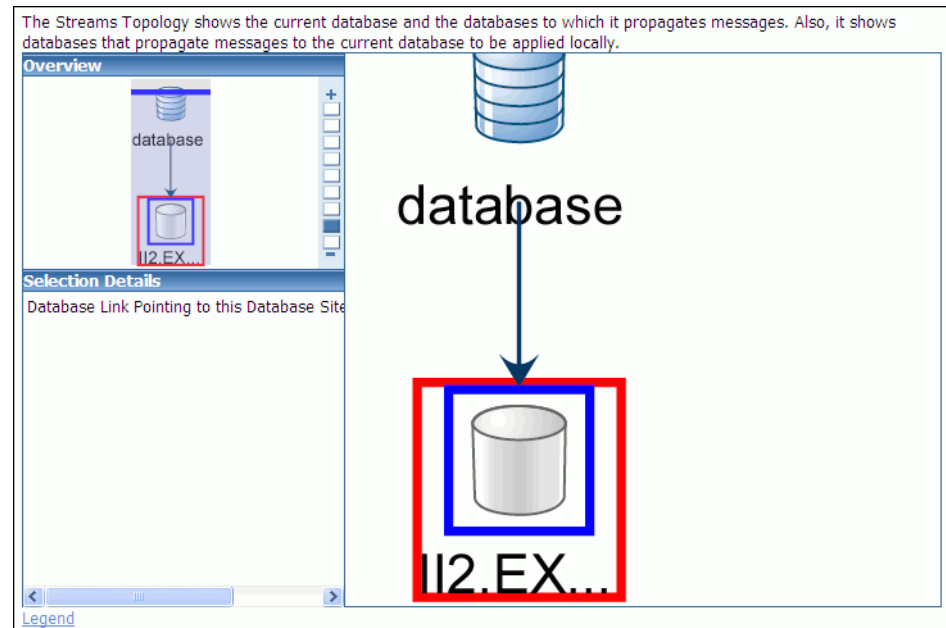 The Streams Topology shows the current database and the databases to which it propagates messages. Also, it shows
databases that propagate messages to the current database to be applied locally.
Overview
+
database
II2.EX...
-
Selection Details
Database Link Pointing to this Database Site
database
II2.EX...
Legend